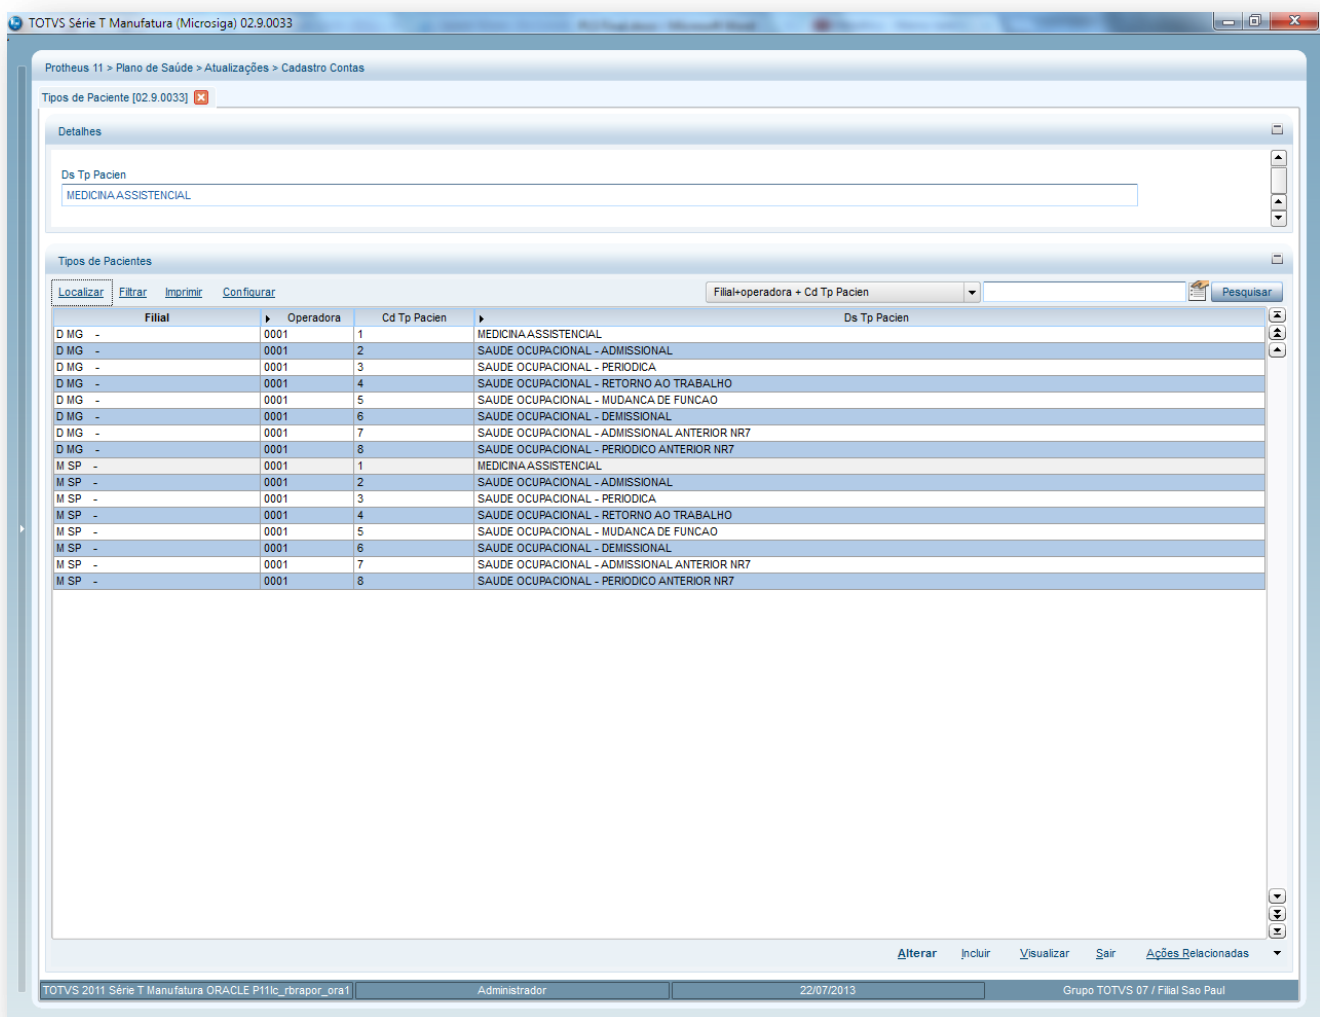 TOTVS Série T Manufatura (Microsiga) 02.9.0033
Protheus 11 > Plano de Saúde > Atualizações > Cadastro Contas
Tipos de Paciente [02.9.0033]
Detalhes
Ds Tp Pacien
MEDICINA ASSISTENCIAL
Tipos de Pacientes
Localizar Filtrar Imprimir Configurar Filial+operadora + Cd Tp Pacien Pesquisar
Filial Operadora Cd Tp Pacien Ds Tp Pacien
D MG - 0001 1 MEDICINA ASSISTENCIAL
D MG - 0001 2 SAUDE OCUPACIONAL - ADMISSIONAL
D MG - 0001 3 SAUDE OCUPACIONAL - PERIODICA
D MG - 0001 4 SAUDE OCUPACIONAL - RETORNO AO TRABALHO
D MG - 0001 5 SAUDE OCUPACIONAL - MUDANCA DE FUNCAO
D MG - 0001 6 SAUDE OCUPACIONAL - DEMISSIONAL
D MG - 0001 7 SAUDE OCUPACIONAL - ADMISSIONAL ANTERIOR NR7
D MG - 0001 8 SAUDE OCUPACIONAL - PERIODICO ANTERIOR NR7
M SP - 0001 1 MEDICINA ASSISTENCIAL
M SP - 0001 2 SAUDE OCUPACIONAL - ADMISSIONAL
M SP - 0001 3 SAUDE OCUPACIONAL - PERIODICA
M SP - 0001 4 SAUDE OCUPACIONAL - RETORNO AO TRABALHO
M SP - 0001 5 SAUDE OCUPACIONAL - MUDANCA DE FUNCAO
M SP - 0001 6 SAUDE OCUPACIONAL - DEMISSIONAL
M SP - 0001 7 SAUDE OCUPACIONAL - ADMISSIONAL ANTERIOR NR7
M SP - 0001 8 SAUDE OCUPACIONAL - PERIODICO ANTERIOR NR7
Alterar Incluir Visualizar Sair Ações Relacionadas
TOTVS 2011 Série T Manufatura ORACLE P11lc_rbrapor_ora1 Administrador 22/07/2013 Grupo TOTVS 07 / Filial Sao Paul